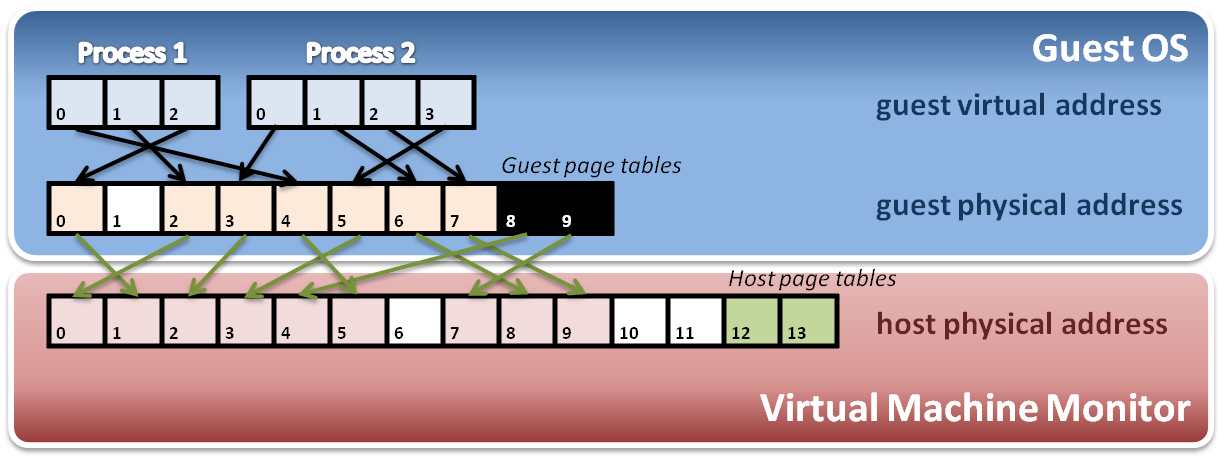 Process 1 Process 2 Guest OS
0 1 2 0 1 2 3 guest virtual address
Guest page tables
0 1 2 3 4 5 6 7 8 9 guest physical address
Host page tables
0 1 2 3 4 5 6 7 8 9 10 11 12 13 host physical address
Virtual Machine Monitor